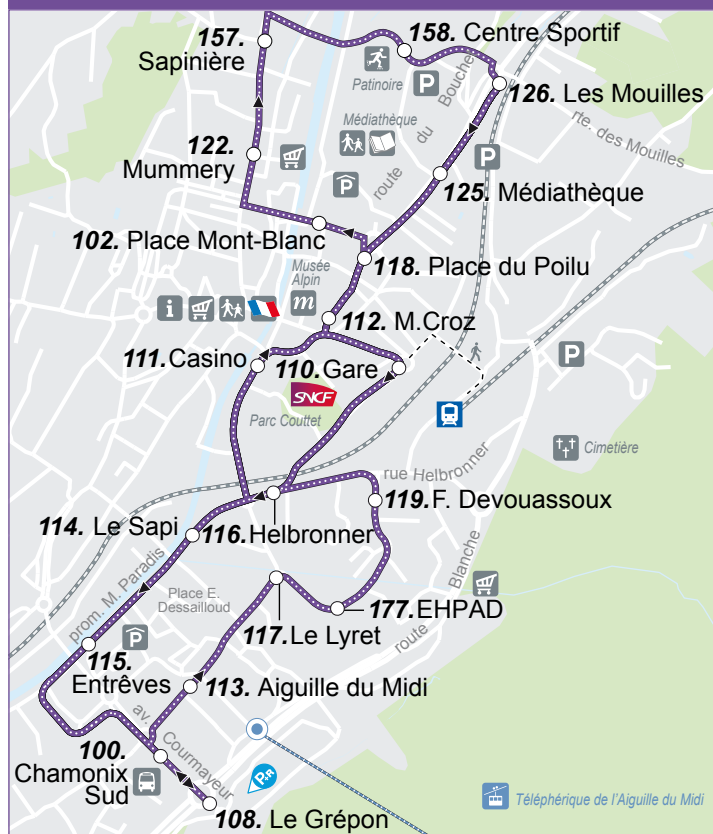 157.
Sapinière
158. Centre Sportif
Patinoire
P
126. Les Mouilles
route du Bouchet
rte. des Mouilles
Médiathèque
122.
Mummery
P
P
125. Médiathèque
102. Place Mont-Blanc
118. Place du Poilu
Musée
Alpin
m
i
112. M.Croz
111. Casino
110. Gare
P
SNCF
Parc Couttet
rue Helbronner
Cimetière
119. F. Devouassoux
114. Le Sapi
116. Helbronner
prom. M. Paradis
Place E.
Dessailloud
route Blanche
177. EHPAD
117. Le Lyret
P
115.
Entrêves
113. Aiguille du Midi
av. Courmayeur
100.
Chamonix
Sud
P+R
108. Le Grépon
Téléphérique de l'Aiguille du Midi